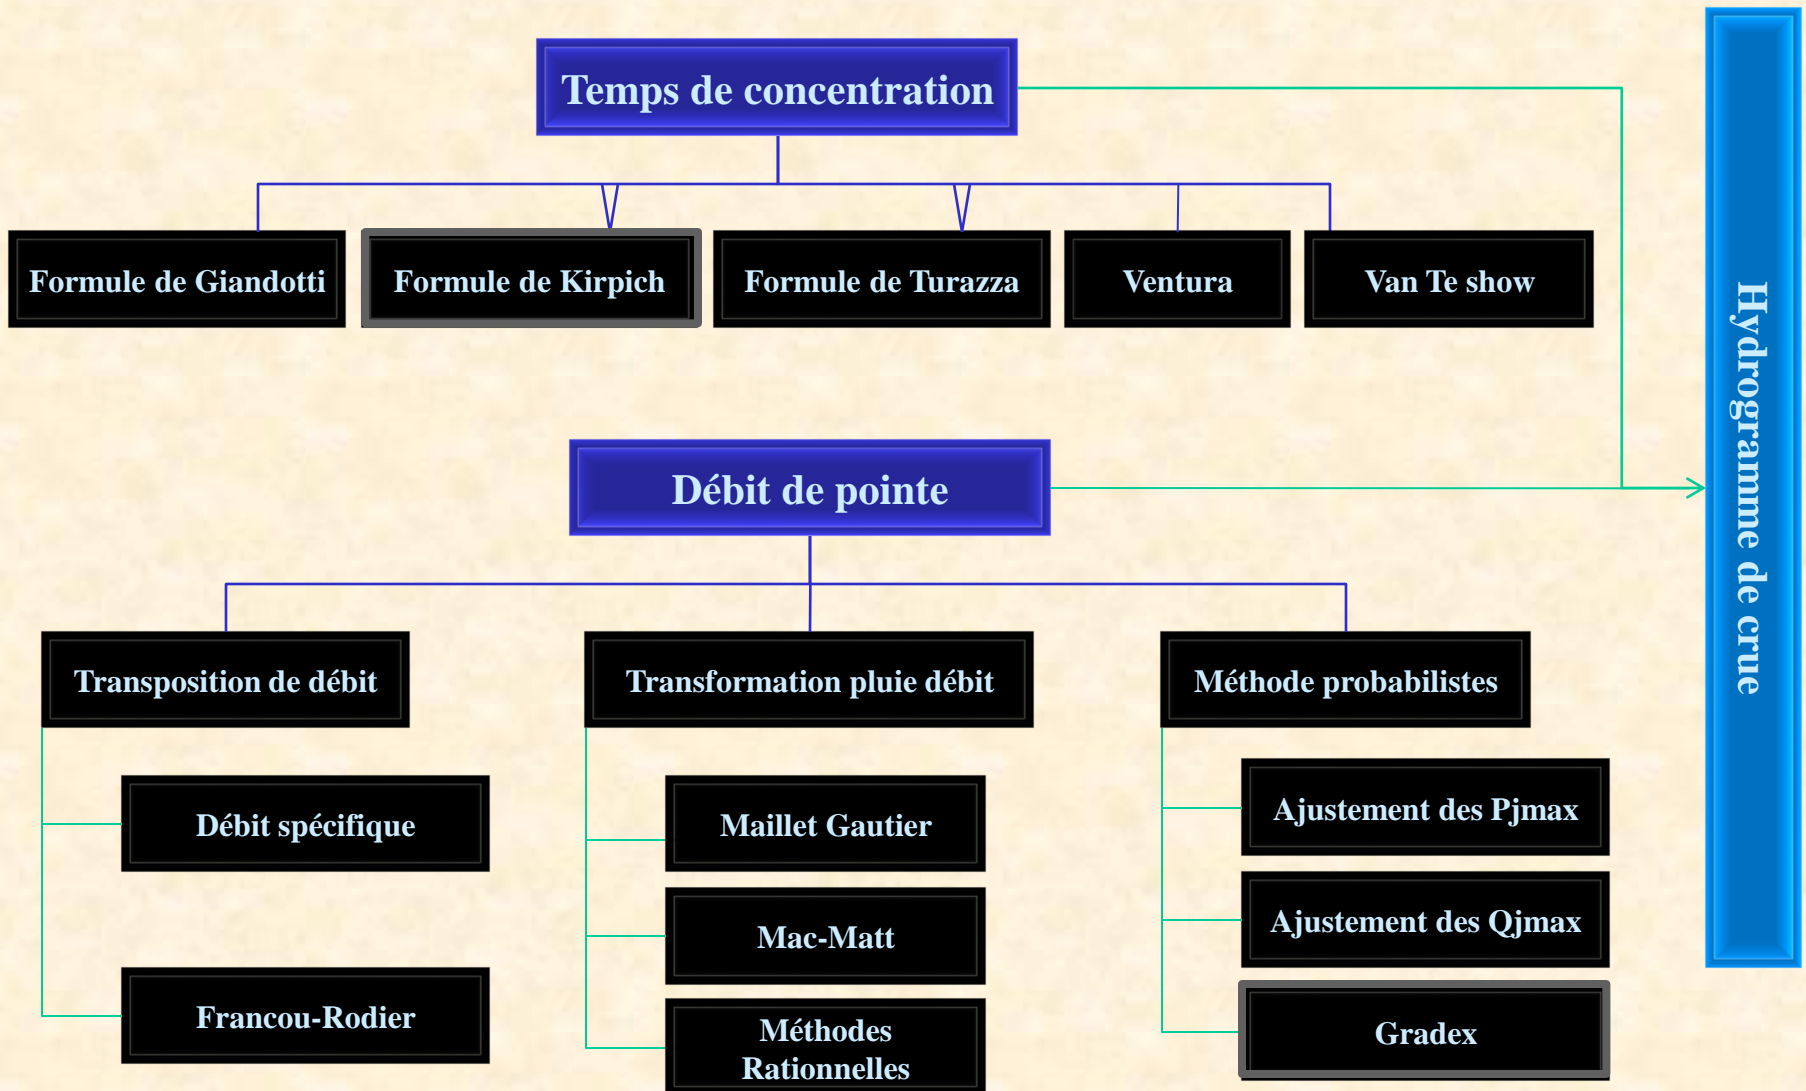 Temps de concentration
Formule de Giandotti
Formule de Kirpich
Formule de Turazza
Ventura
Van Te show
Hydrogramme de crue
Débit de pointe
Transposition de débit
Transformation pluie débit
Méthode probabilistes
Débit spécifique
Francou-Rodier
Maillet Gautier
Mac-Matt
Méthodes
Rationnelles
Ajustement des Pjmax
Ajustement des Qjmax
Gradex